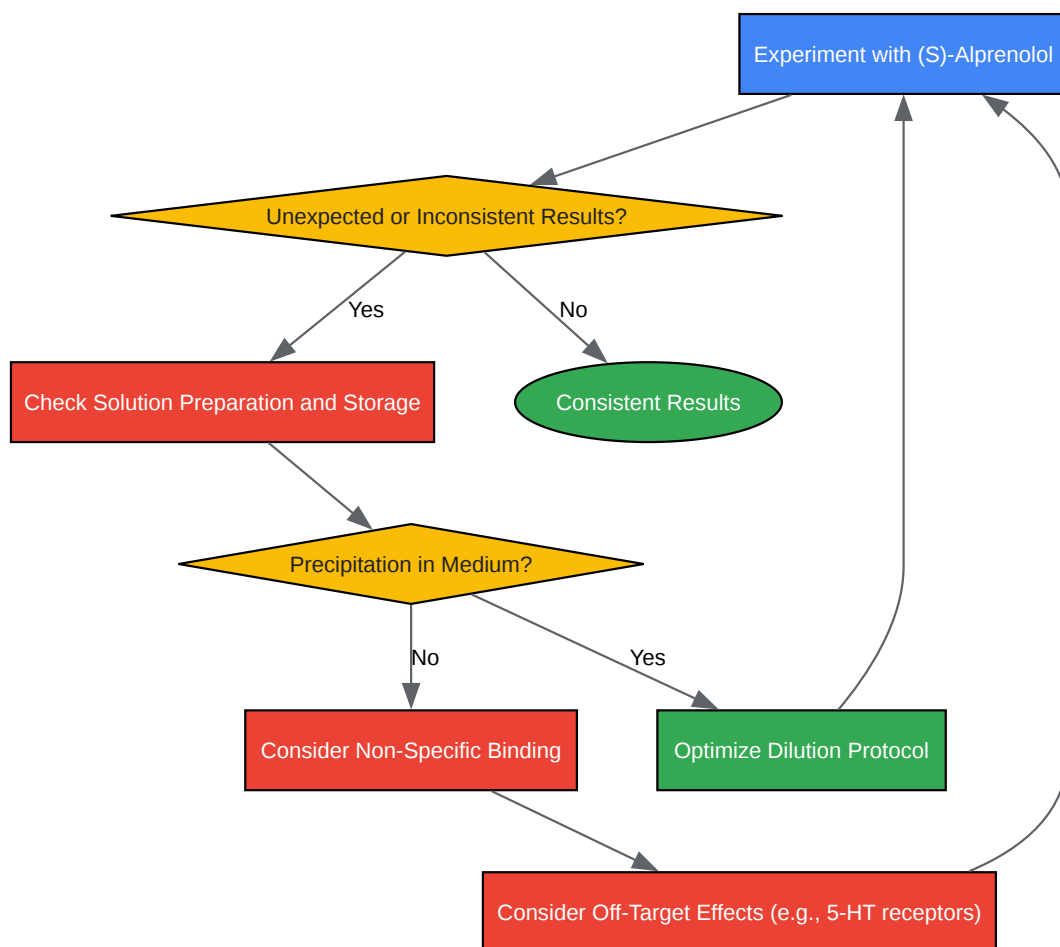 Experiment with (S)-Alprenolol
Unexpected or Inconsistent Results?
Yes
No
Check Solution Preparation and Storage
Consistent Results
Precipitation in Medium?
No
Yes
Consider Non-Specific Binding
Optimize Dilution Protocol
Consider Off-Target Effects (e.g., 5-HT receptors)